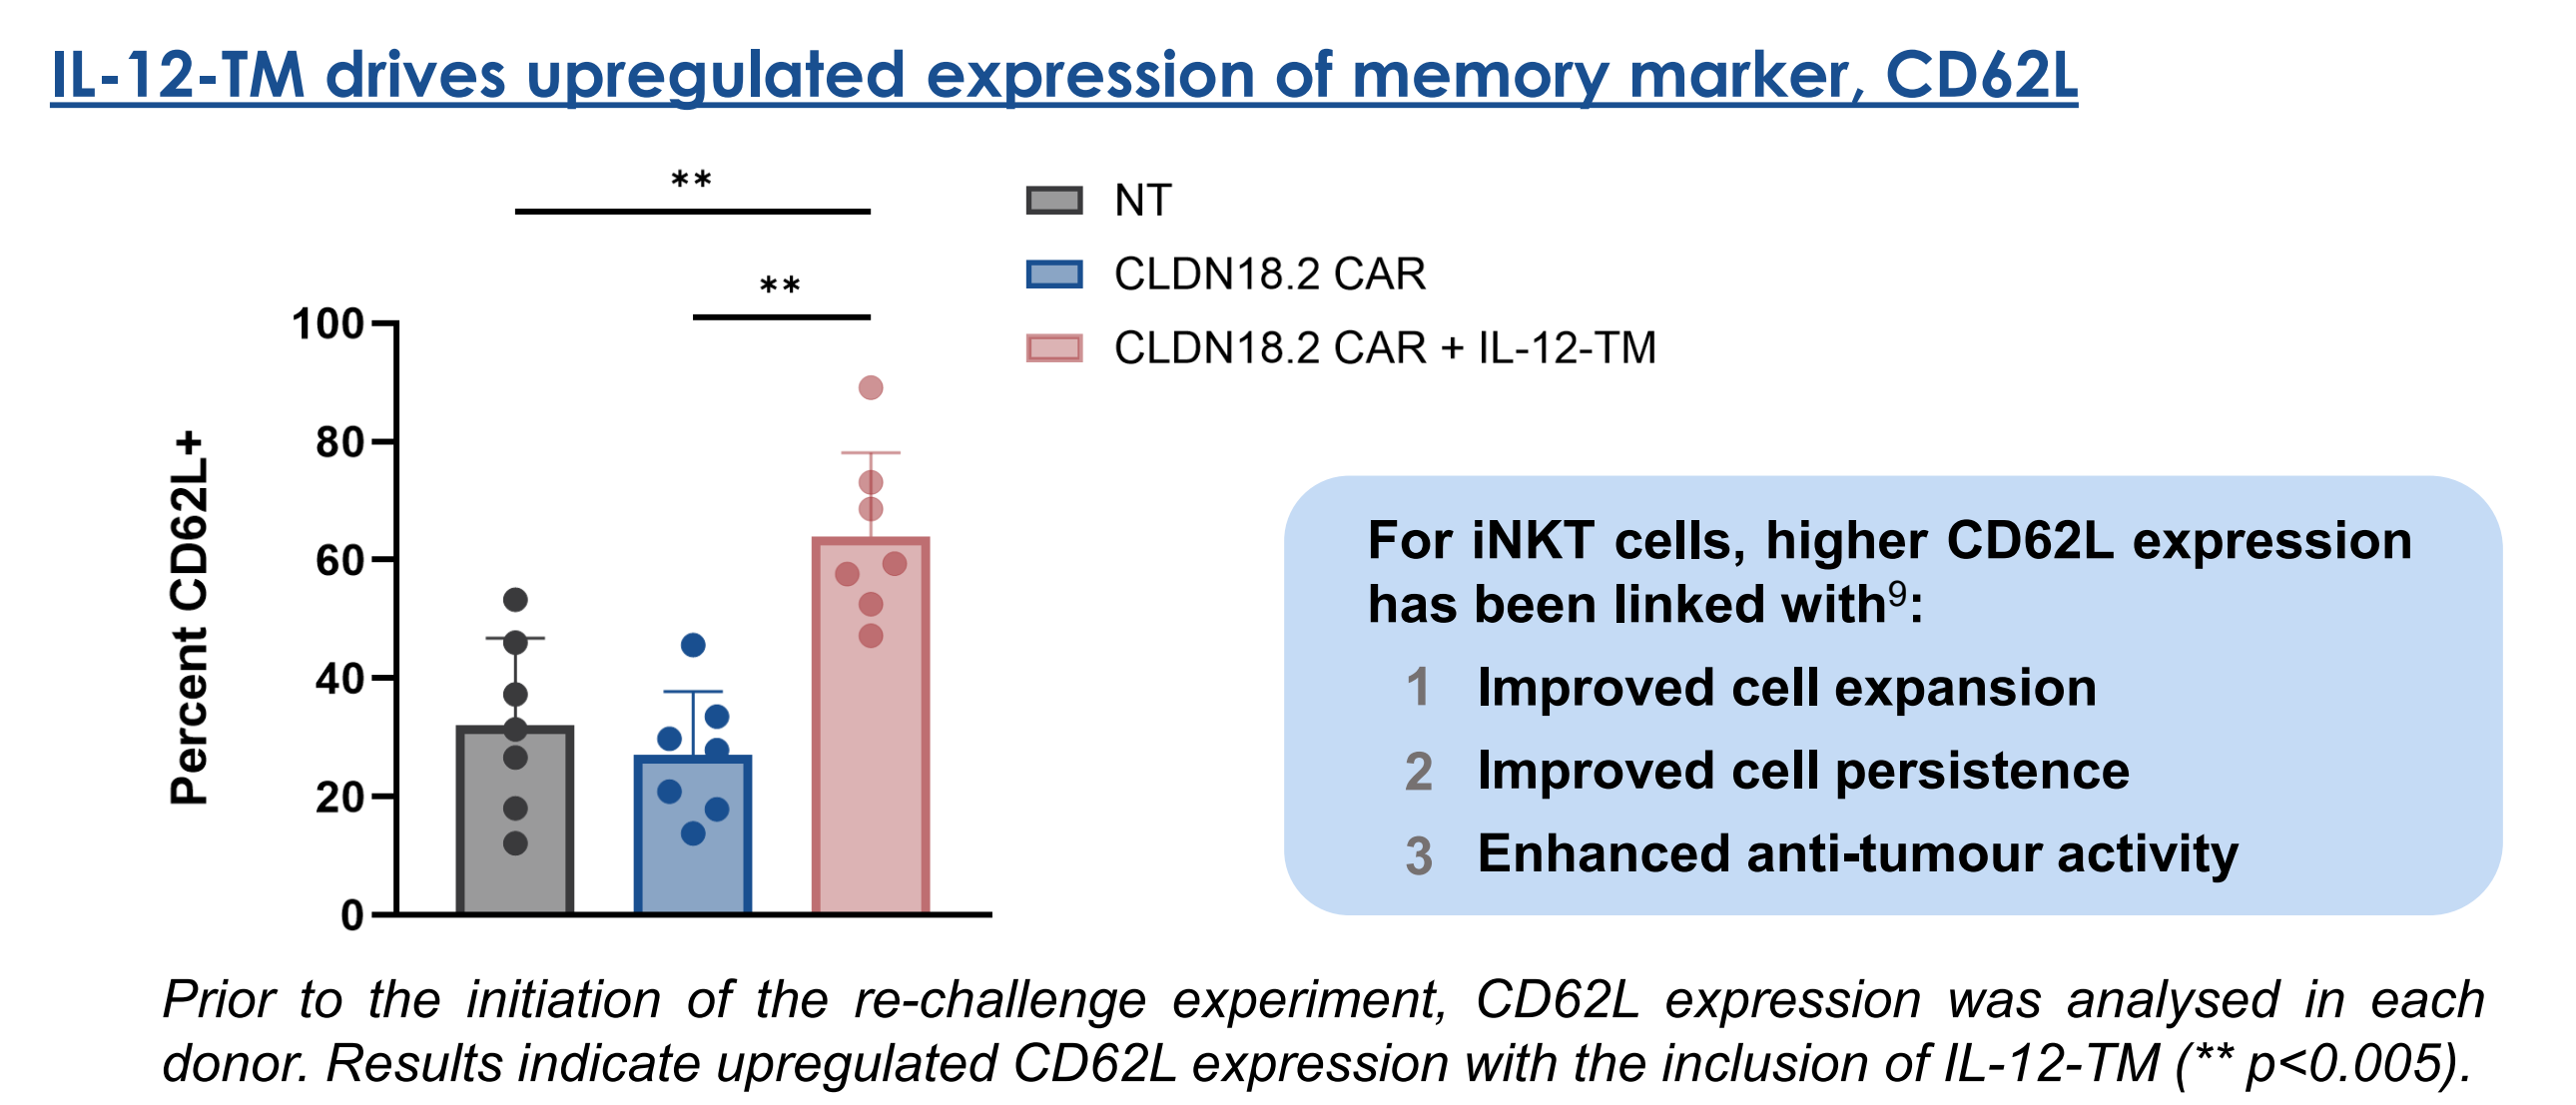 IL-12-TM drives upregulated expression of memory marker, CD62L
**
**
NT
CLDN18.2 CAR
CLDN18.2 CAR + IL-12-TM
Percent CD62L+
100
80
60
40
20
0
For iNKT cells, higher CD62L expression
has been linked with⁹:
1 Improved cell expansion
2 Improved cell persistence
3 Enhanced anti-tumour activity
Prior to the initiation of the re-challenge experiment, CD62L expression was analysed in each
donor. Results indicate upregulated CD62L expression with the inclusion of IL-12-TM (** p<0.005).